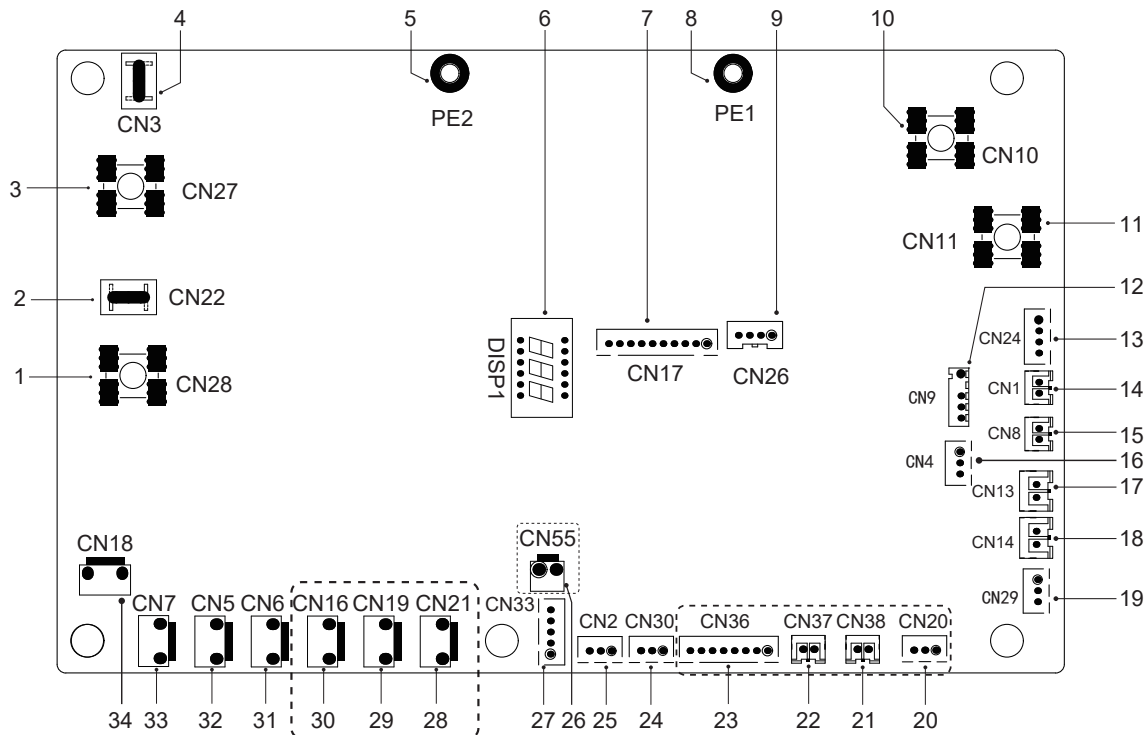 4 5 6 7 8 9 10
CN3 PE2 PE1
CN10
3 CN27
CN11 11
12
2 CN22
CN24 13
DISP1 CN17 CN26
1 CN28
CN9 CN1 14
CN8 15
CN4 16
CN13 17
CN18 CN55 CN14 18
CN7 CN5 CN6 CN16 CN19 CN21 CN33 CN29 19
CN2 CN30 CN36 CN37 CN38 CN20
34 33 32 31 30 29 28 27 26 25 24 23 22 21 20